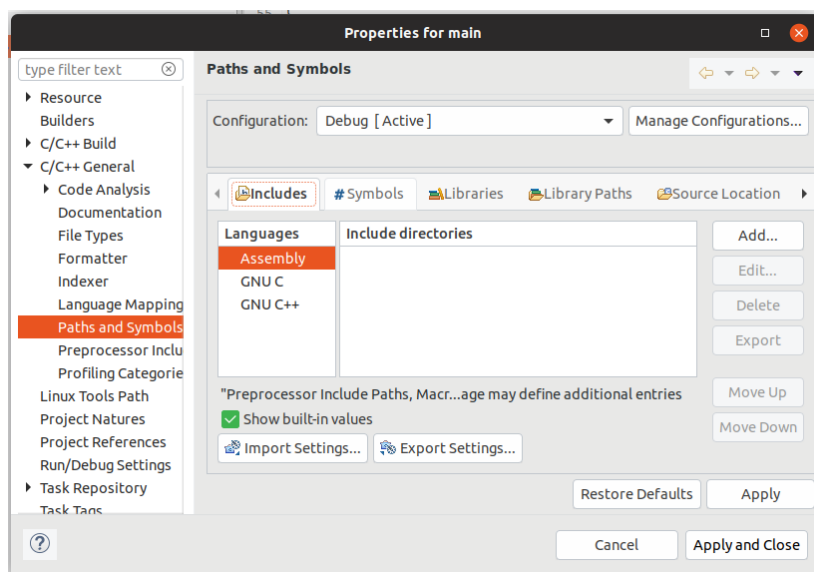 Properties for main
type filter text
Resource
Builders
C/C++ Build
C/C++ General
Code Analysis
Documentation
File Types
Formatter
Indexer
Language Mapping
Paths and Symbols
Preprocessor Inclu
Profiling Categorie
Linux Tools Path
Project Natures
Project References
Run/Debug Settings
Task Repository
Task Tags
Paths and Symbols
Configuration: Debug [Active] Manage Configurations...
Includes # Symbols Libraries Library Paths Source Location
Languages Include directories
Assembly
GNU C
GNU C++
Add...
Edit...
Delete
Export
Move Up
Move Down
"Preprocessor Include Paths, Macr...age may define additional entries
Show built-in values
Import Settings... Export Settings...
Restore Defaults Apply
? Cancel Apply and Close